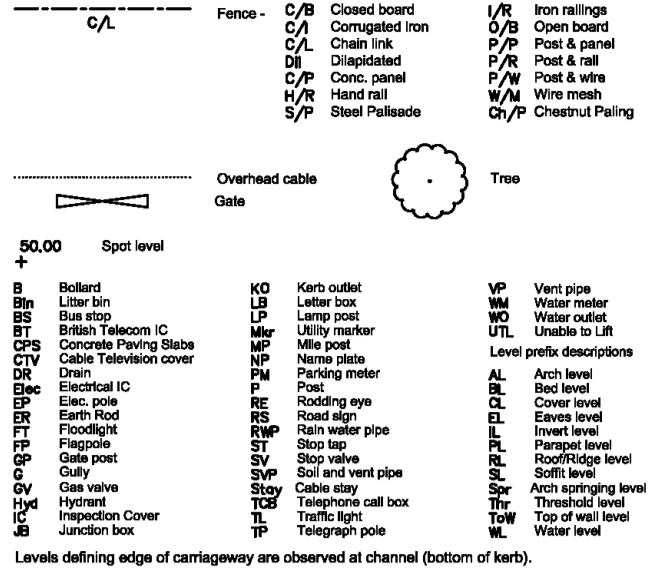 C/L
Fence - C/B Closed board I/R Iron railings
C/I Corrugated Iron O/B Open board
C/L Chain link P/P Post & panel
Dil Dilapidated P/R Post & rail
C/P Conc. panel P/W Post & wire
H/R Hand rail W/M Wire mesh
S/P Steel Palisade Ch/P Chestnut Paling
Overhead cable Tree
Gate
50.00 Spot level
B Bollard KO Kerb outlet VP Vent pipe
Bin Litter bin LB Letter box WM Water meter
BS Bus stop LP Lamp post WO Water outlet
BT British Telecom IC Mkr Utility marker UTL Unable to Lift
CPS Concrete Paving Slabs MP Mile post
CTV Cable Television cover NP Name plate Level prefix descriptions
DR Drain PM Parking meter AL Arch level
Elec Electrical IC P Post BL Bed level
EP Elec. pole RE Rodding eye CL Cover level
ER Earth Rod RS Road sign EL Eaves level
FT Floodlight RWP Rain water pipe IL Invert level
FP Flagpole ST Stop tap PL Parapet level
GP Gate post SV Stop valve RL Roof/Ridge level
G Gully SVP Soil and vent pipe SL Soffit level
GV Gas valve Stay Cable stay Spr Arch springing level
Hyd Hydrant TCB Telephone call box Thr Threshold level
IC Inspection Cover TL Traffic light ToW Top of wall level
JB Junction box TP Telegraph pole WL Water level
Levels defining edge of carriageway are observed at channel (bottom of kerb).